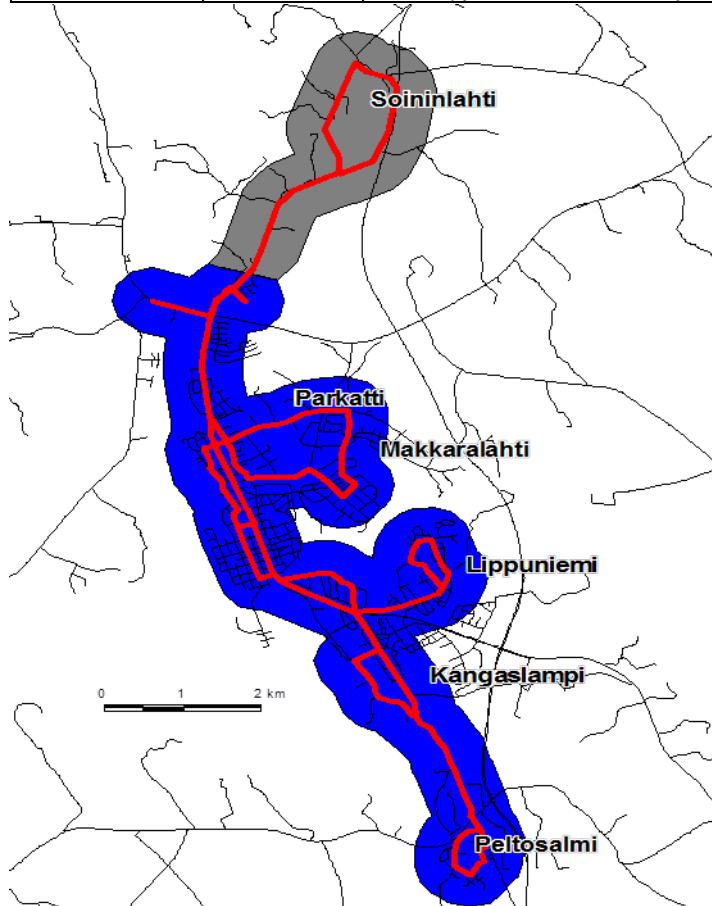 Soininlahti
Parkatti
Makkaralahti
Lippuniemi
Kangaslampi
0 1 2 km
Peltosalmi